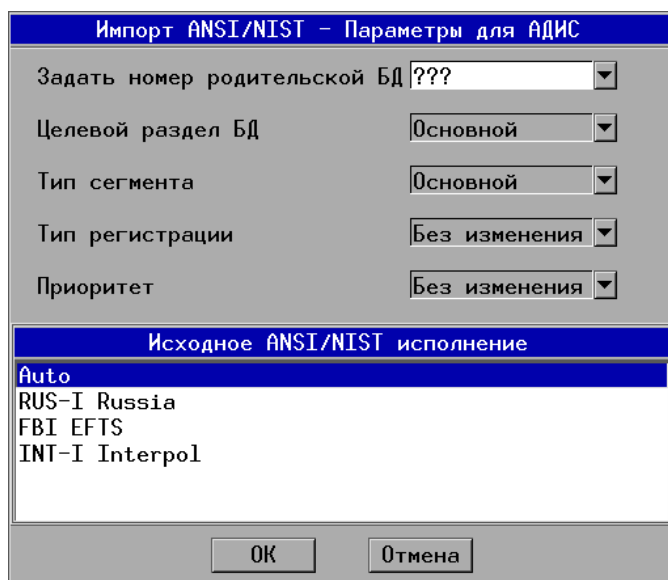 Импорт ANSI/NIST - Параметры для АДИС
Задать номер родительской БД ???
Целевой раздел БД Основной
Тип сегмента Основной
Тип регистрации Без изменения
Приоритет Без изменения
Исходное ANSI/NIST исполнение
Auto
RUS-I Russia
FBI EFTS
INT-I Interpol
OK Отмена